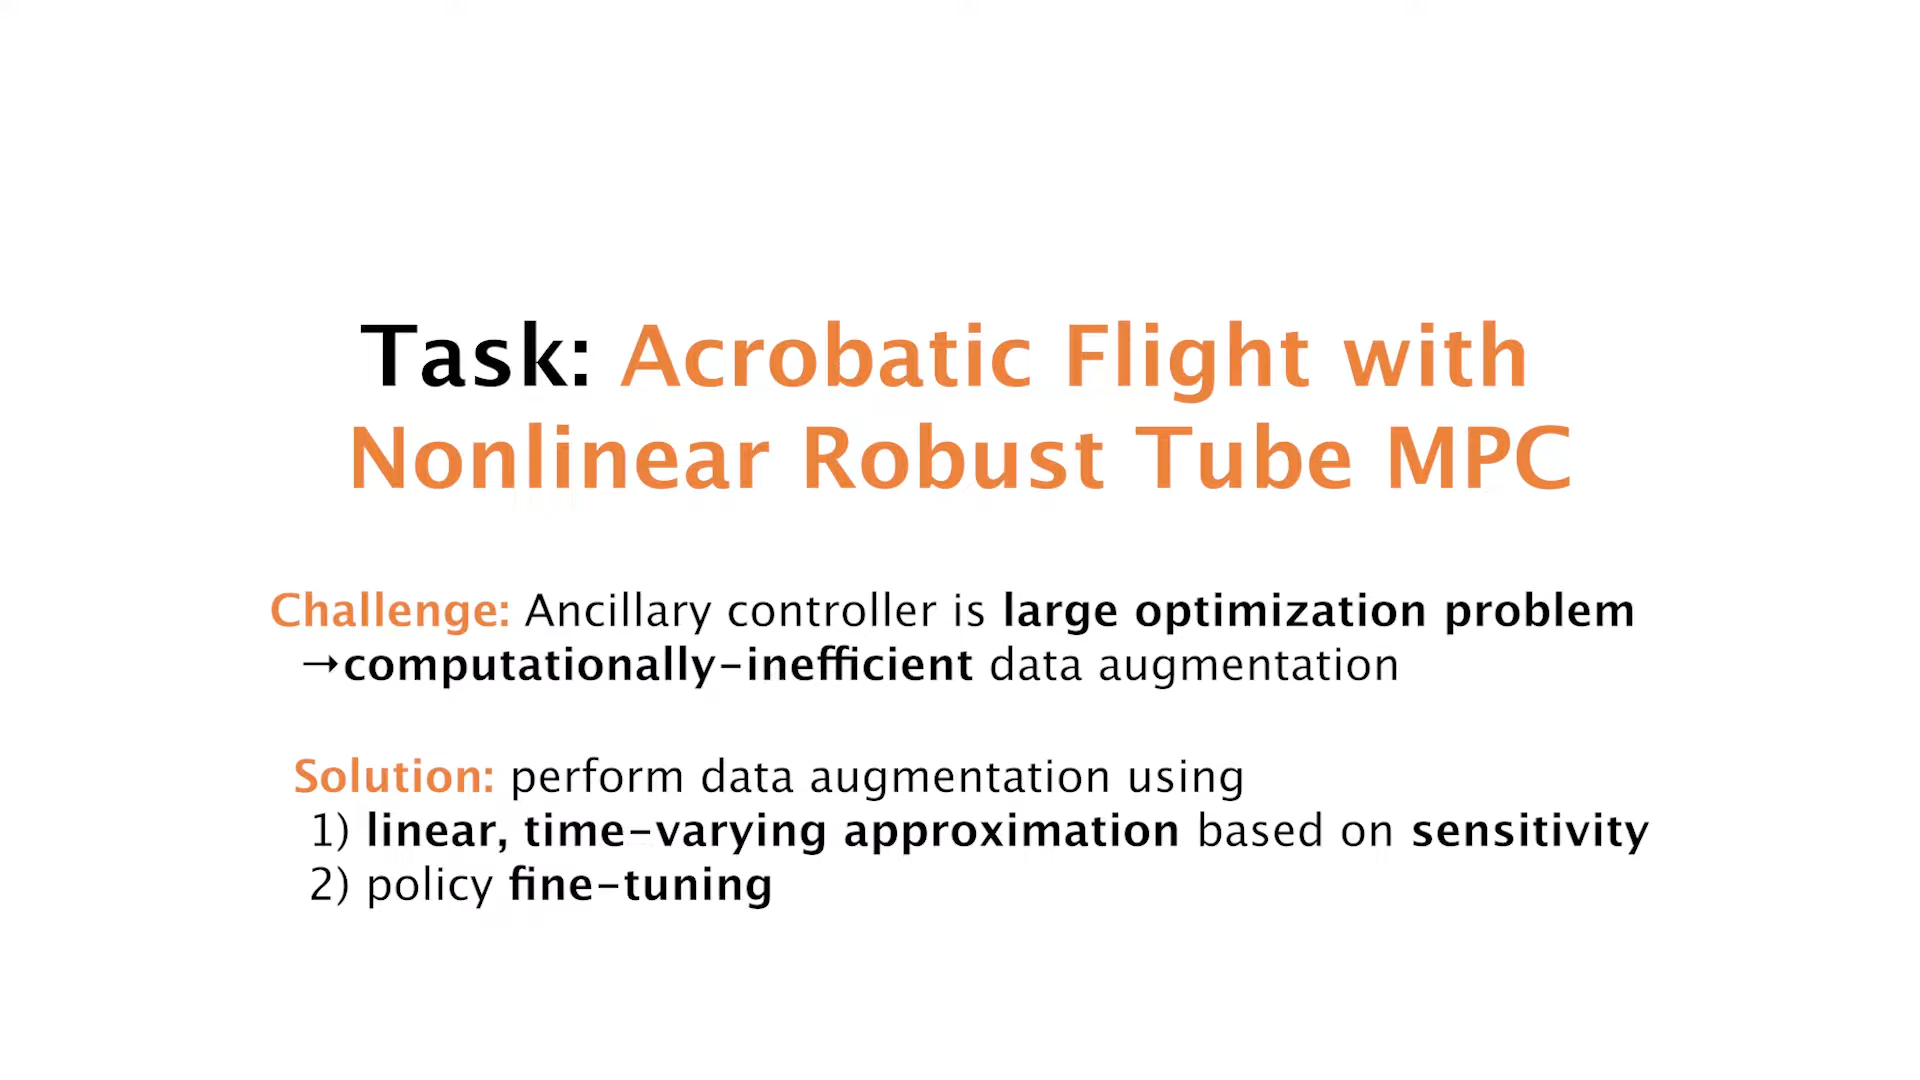 Task: Acrobatic Flight with
Nonlinear Robust Tube MPC
Challenge: Ancillary controller is large optimization problem
→computationally-inefficient data augmentation
Solution: perform data augmentation using
1) linear, time-varying approximation based on sensitivity
2) policy fine-tuning